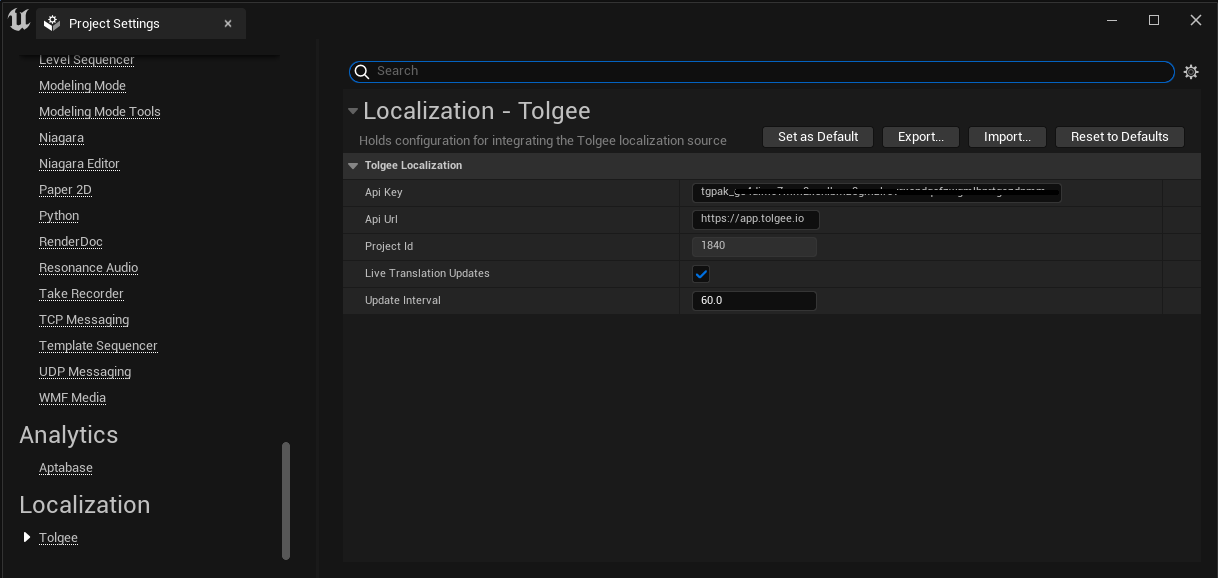 Project Settings
Level Sequencer
Modeling Mode
Modeling Mode Tools
Niagara
Niagara Editor
Paper 2D
Python
RenderDoc
Resonance Audio
Take Recorder
TCP Messaging
Template Sequencer
UDP Messaging
WMF Media
Analytics
Aptabase
Localization
Tolgee
Search
Localization - Tolgee
Holds configuration for integrating the Tolgee localization source
Set as Default Export... Import... Reset to Defaults
Tolgee Localization
Api Key
Api Url https://app.tolgee.io
Project Id 1840
Live Translation Updates
Update Interval 60.0